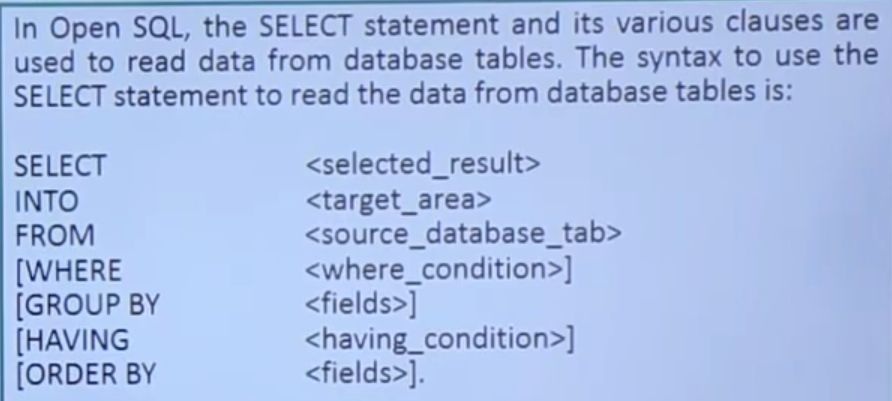 In Open SQL, the SELECT statement and its various clauses are
used to read data from database tables. The syntax to use the
SELECT statement to read the data from database tables is:
SELECT <selected_result>
INTO <target_area>
FROM <source_database_tab>
[WHERE <where_condition>]
[GROUP BY <fields>]
[HAVING <having_condition>]
[ORDER BY <fields>].